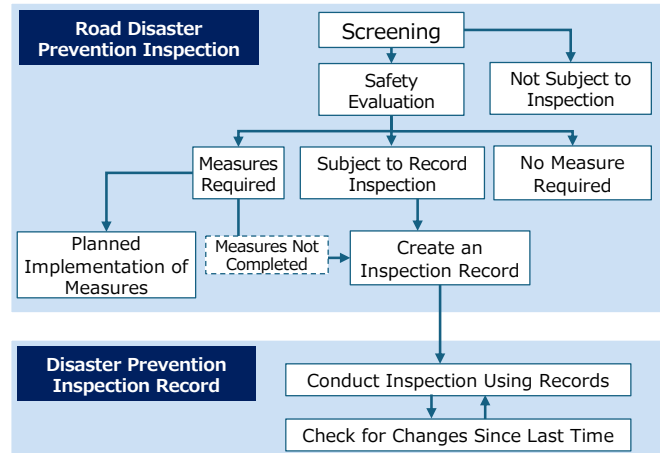 Road Disaster
Prevention Inspection
Screening
Safety
Evaluation
Not Subject to
Inspection
Measures
Required
Subject to Record
Inspection
No Measure
Required
Planned
Implementation of
Measures
Measures Not
Completed
Create an
Inspection Record
Disaster Prevention
Inspection Record
Conduct Inspection Using Records
Check for Changes Since Last Time